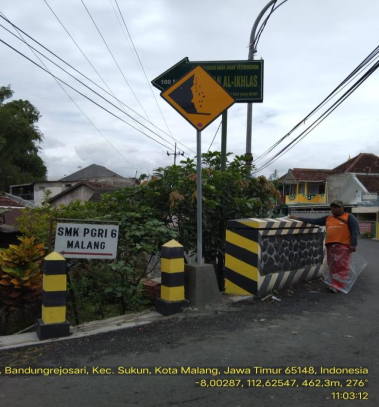 AL-IKHLAS
SMK PGRI 6
MALANG
, Bandungrejosari, Kec. Sukun, Kota Malang, Jawa Timur 65148, Indonesia
-8,00287, 112,62547, 462,3m, 276°
11:03:12